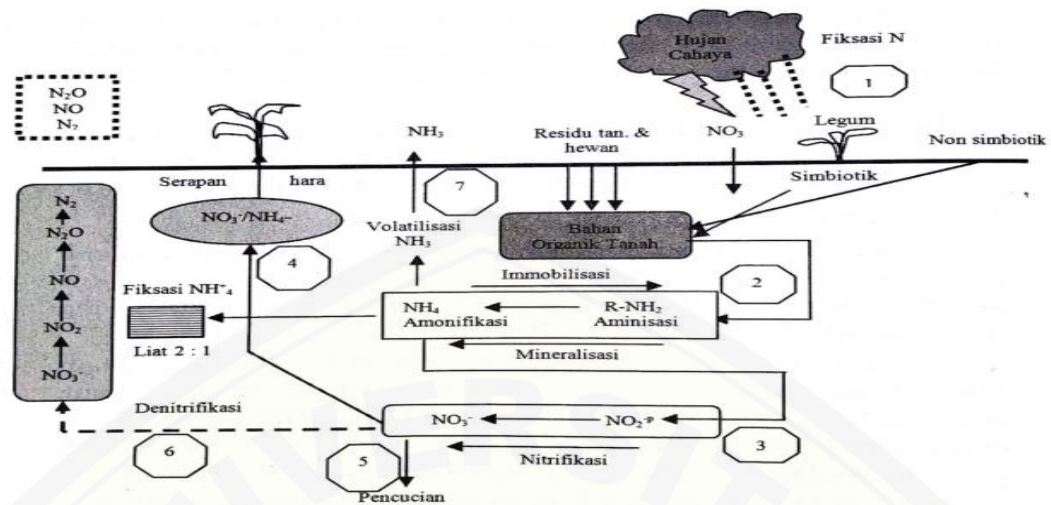 Hujan
Cahaya
Fiksasi N
1
N₂O
NO
N₂
NH₃
Residu tan. &
hewan
NO₃
Legum
Non simbiotik
Serapan hara
7
Simbiotik
N₂
N₂O
NO
NO₂
NO₃⁻
NO₃⁻/NH₄–
Volatilisasi
NH₃
Bahan
Organik Tanah
4
Immobilisasi
2
Fiksasi NH⁺₄
NH₄
R-NH₂
Amonifikasi
Aminisasi
Liat 2 : 1
Mineralisasi
Denitrifikasi
NO₃⁻
6
5
Nitrifikasi
3
Pencucian